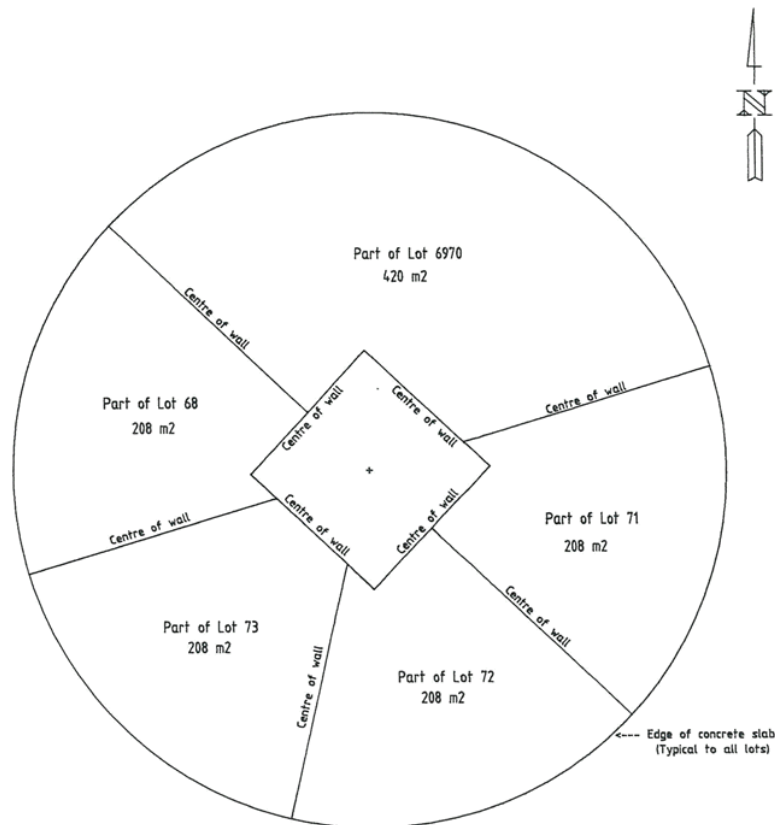 N
Part of Lot 6970
420 m2
Centre of wall
Centre of wall
Centre of wall
Centre of wall
Part of Lot 68
208 m2
Centre of wall
Centre of wall
Centre of wall
Part of Lot 71
208 m2
Centre of wall
Centre of wall
Part of Lot 73
208 m2
Centre of wall
Part of Lot 72
208 m2
<--- Edge of concrete slab
(Typical to all lots)